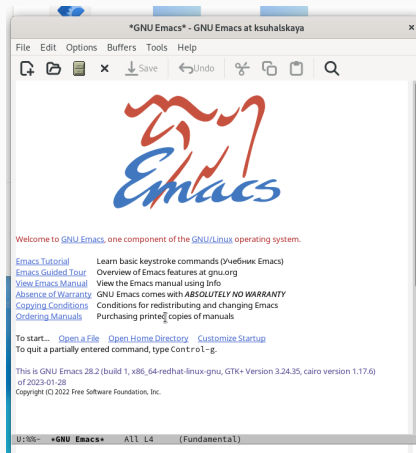 *GNU Emacs* - GNU Emacs at ksuhalskaya
File Edit Options Buffers Tools Help
Save Undo
Emacs
Welcome to GNU Emacs, one component of the GNU/Linux operating system.
Emacs Tutorial Learn basic keystroke commands (Учебник Emacs)
Emacs Guided Tour Overview of Emacs features at gnu.org
View Emacs Manual View the Emacs manual using Info
Absence of Warranty GNU Emacs comes with ABSOLUTELY NO WARRANTY
Copying Conditions Conditions for redistributing and changing Emacs
Ordering Manuals Purchasing printed copies of manuals
To start... Open a File Open Home Directory Customize Startup
To quit a partially entered command, type Control-g.
This is GNU Emacs 28.2 (build 1, x86_64-redhat-linux-gnu, GTK+ Version 3.24.35, cairo version 1.17.6)
of 2023-01-28
Copyright (C) 2022 Free Software Foundation, Inc.
U:%%- *GNU Emacs* All L4 (Fundamental)